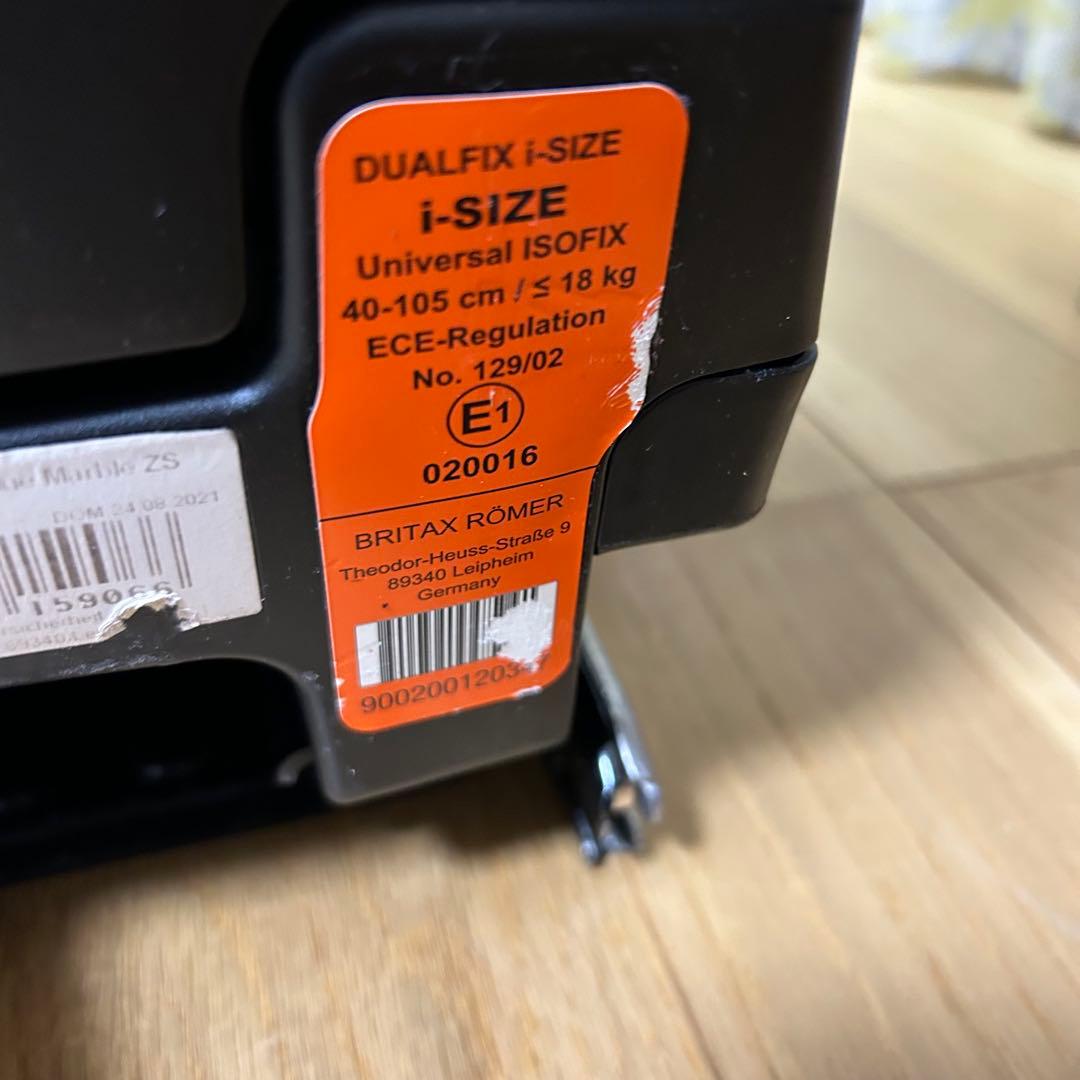 DUALFIX i-SIZE
i-SIZE
Universal ISOFIX
40-105 cm / ≤ 18 kg
ECE-Regulation
No. 129/02
E1
020016
BRITAX RÖMER
Theodor-Heuss-Straße 9
89340 Leipheim
Germany
Marble ZS
DOM 24 08 2021